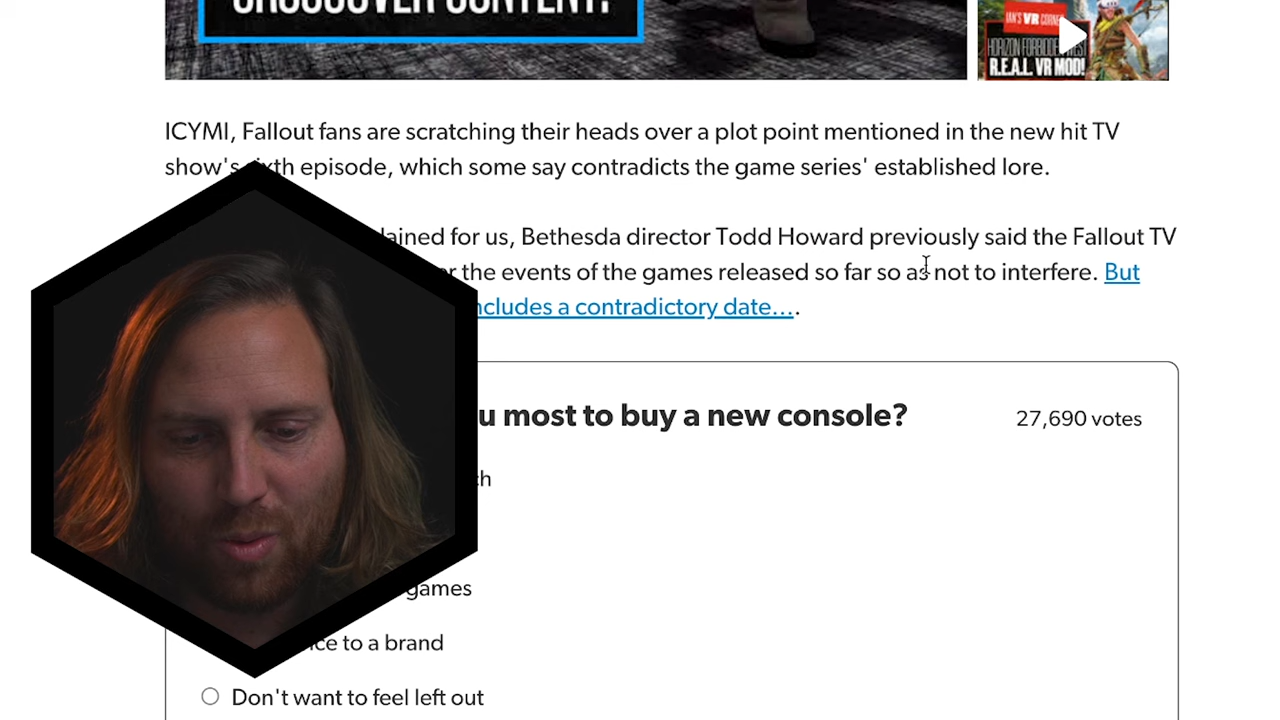 CROSSOVER CONTENT!
IAN'S VR CORNER
HORIZON FORBIDDEN WEST
R.E.A.L. VR MOD!
ICYMI, Fallout fans are scratching their heads over a plot point mentioned in the new hit TV
show's sixth episode, which some say contradicts the game series' established lore.
lained for us, Bethesda director Todd Howard previously said the Fallout TV
r the events of the games released so far so as not to interfere. But
ncludes a contradictory date....
u most to buy a new console?
27,690 votes
ch
games
ce to a brand
Don't want to feel left out